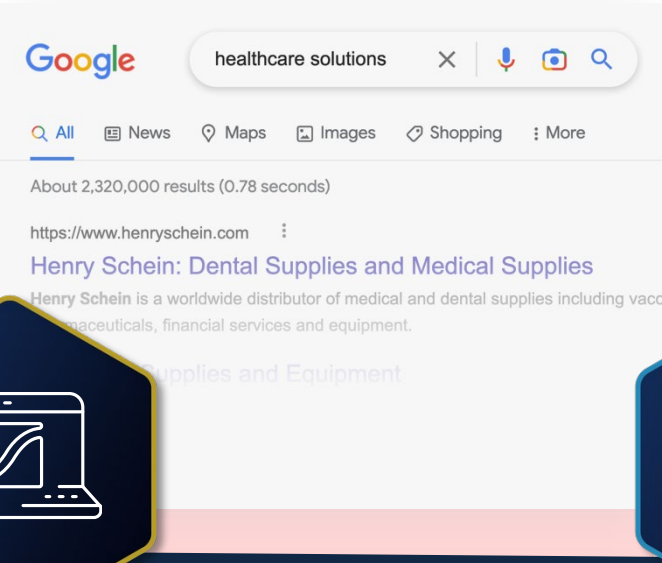 Google
healthcare solutions
All News Maps Images Shopping More
About 2,320,000 results (0.78 seconds)
https://www.henryschein.com
Henry Schein: Dental Supplies and Medical Supplies
Henry Schein is a worldwide distributor of medical and dental supplies including
financial services and equipment.
Supplies and Equipment